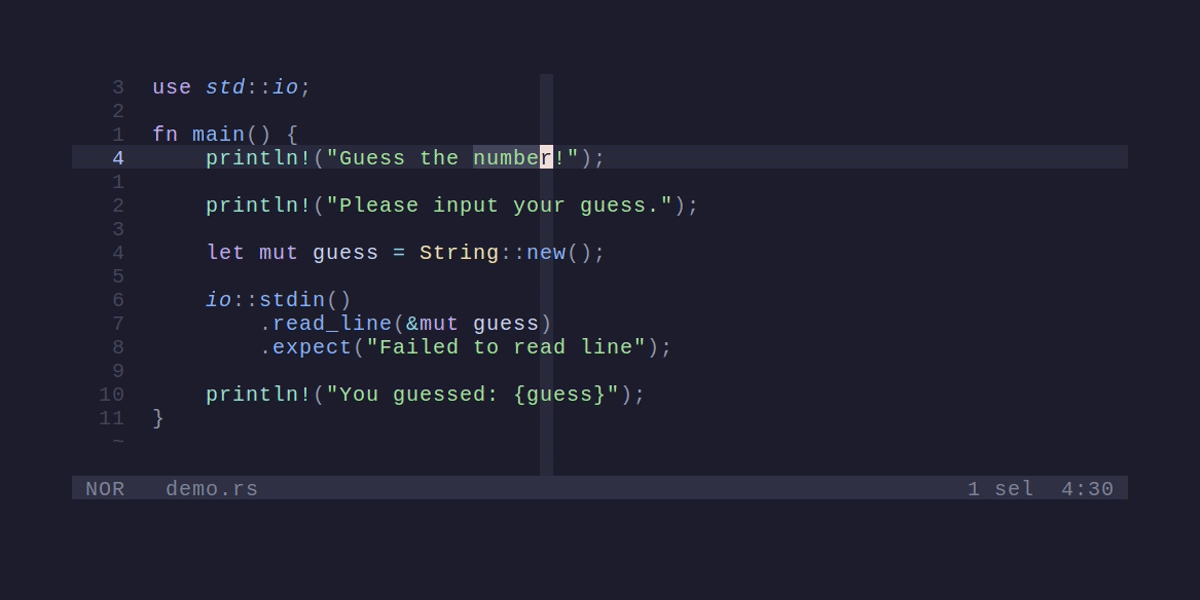 3 use std::io;
2
1 fn main() {
4     println!("Guess the number!");
1
2     println!("Please input your guess.");
3
4     let mut guess = String::new();
5
6     io::stdin()
7         .read_line(&mut guess)
8         .expect("Failed to read line");
9
10     println!("You guessed: {guess}");
11 }
~
NOR   demo.rs   1 sel  4:30